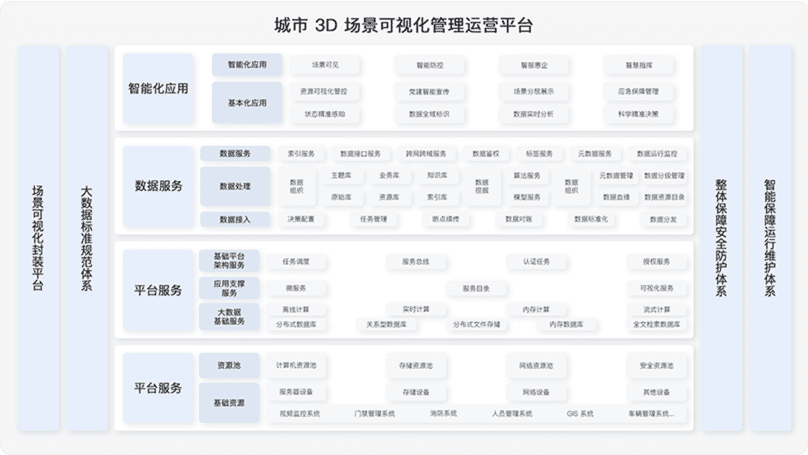 城市 3D 场景可视化管理运营平台
场景可视化封装平台
大数据标准规范体系
智能化应用
智能化应用
场景可见
智能防控
智服惠企
智慧指挥
基本化应用
资源可视化管控
党建智能宣传
场景分级展示
应急保障管理
状态精准感知
数据全域标识
数据实时分析
科学精准决策
数据服务
数据服务
索引服务
数据接口服务
跨网跨域服务
数据鉴权
标签服务
元数据服务
数据运行监控
数据处理
数据
组织
主题库
业务库
知识库
原始库
资源库
索引库
数据
挖掘
算法服务
模型服务
数据
组织
元数据管理
数据分级管理
数据血缘
数据资源目录
数据接入
决策配置
任务管理
断点续传
数据对账
数据标准化
数据分发
平台服务
基础平台
架构服务
任务调度
服务总线
认证任务
授权服务
应用支撑
服务
微服务
服务目录
可视化服务
大数据
基础服务
离线计算
实时计算
内存计算
流式计算
分布式数据库
关系型数据库
分布式文件存储
内存数据库
全文检索数据库
平台服务
资源池
计算机资源池
存储资源池
网络资源池
安全资源池
基础资源
服务器设备
存储设备
网络设备
其他设备
视频监控系统
门禁管理系统
消防系统
人员管理系统
GIS 系统
车辆管理系统...
整体保障安全防护体系
智能保障运行维护体系